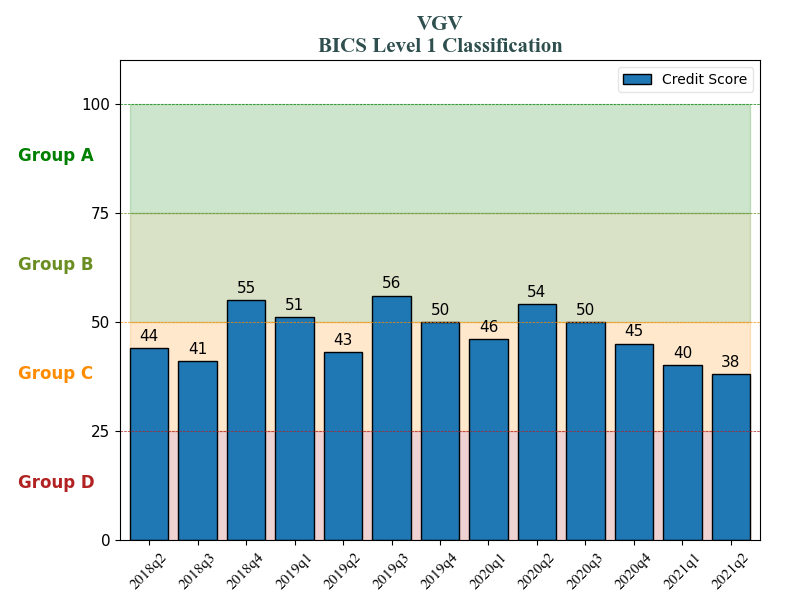 VGV
BICS Level 1 Classification
Credit Score
100
Group A
75
Group B
50
Group C
25
Group D
0
44
41
55
51
43
56
50
46
54
50
45
40
38
2018q2
2018q3
2018q4
2019q1
2019q2
2019q3
2019q4
2020q1
2020q2
2020q3
2020q4
2021q1
2021q2